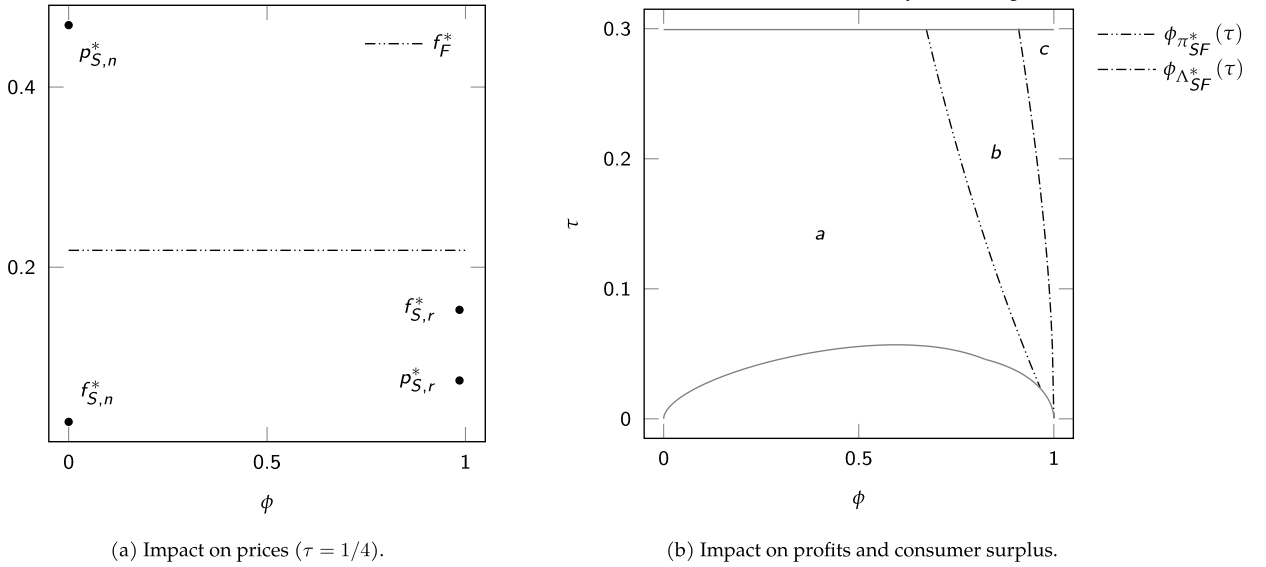 0.4
0.2
p*S,n
f*F
f*S,r
p*S,r
f*S,n
0
0.5
1
ϕ
(a) Impact on prices (τ = 1/4).
0.3
0.2
0.1
0
τ
a
b
c
ϕπ*SF(τ)
ϕΛ*SF(τ)
0
0.5
1
ϕ
(b) Impact on profits and consumer surplus.